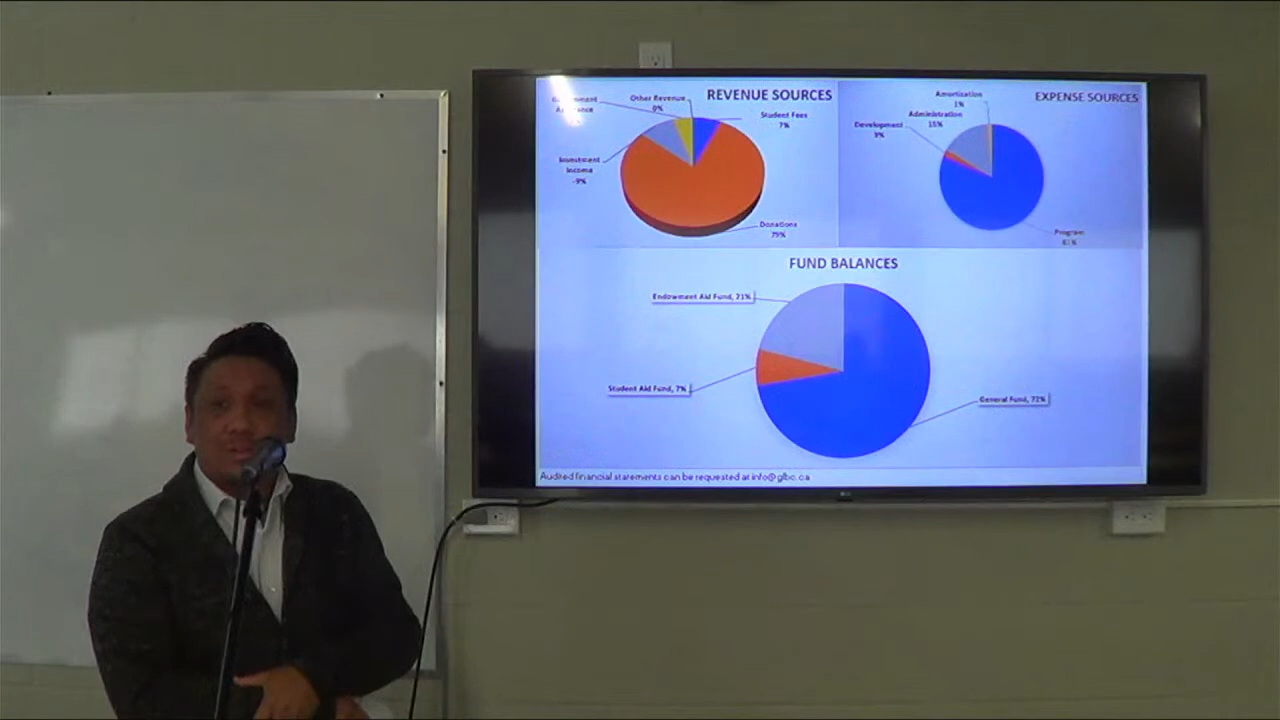 REVENUE SOURCES
Other Revenue
0%
Student Fees
7%
Investment
Income
-9%
Donations
79%
EXPENSE SOURCES
Amortization
1%
Administration
15%
Development
3%
Program
81%
FUND BALANCES
Endowment Aid Fund, 21%
Student Aid Fund, 7%
General Fund, 72%
Audited financial statements can be requested at info@glbc.ca